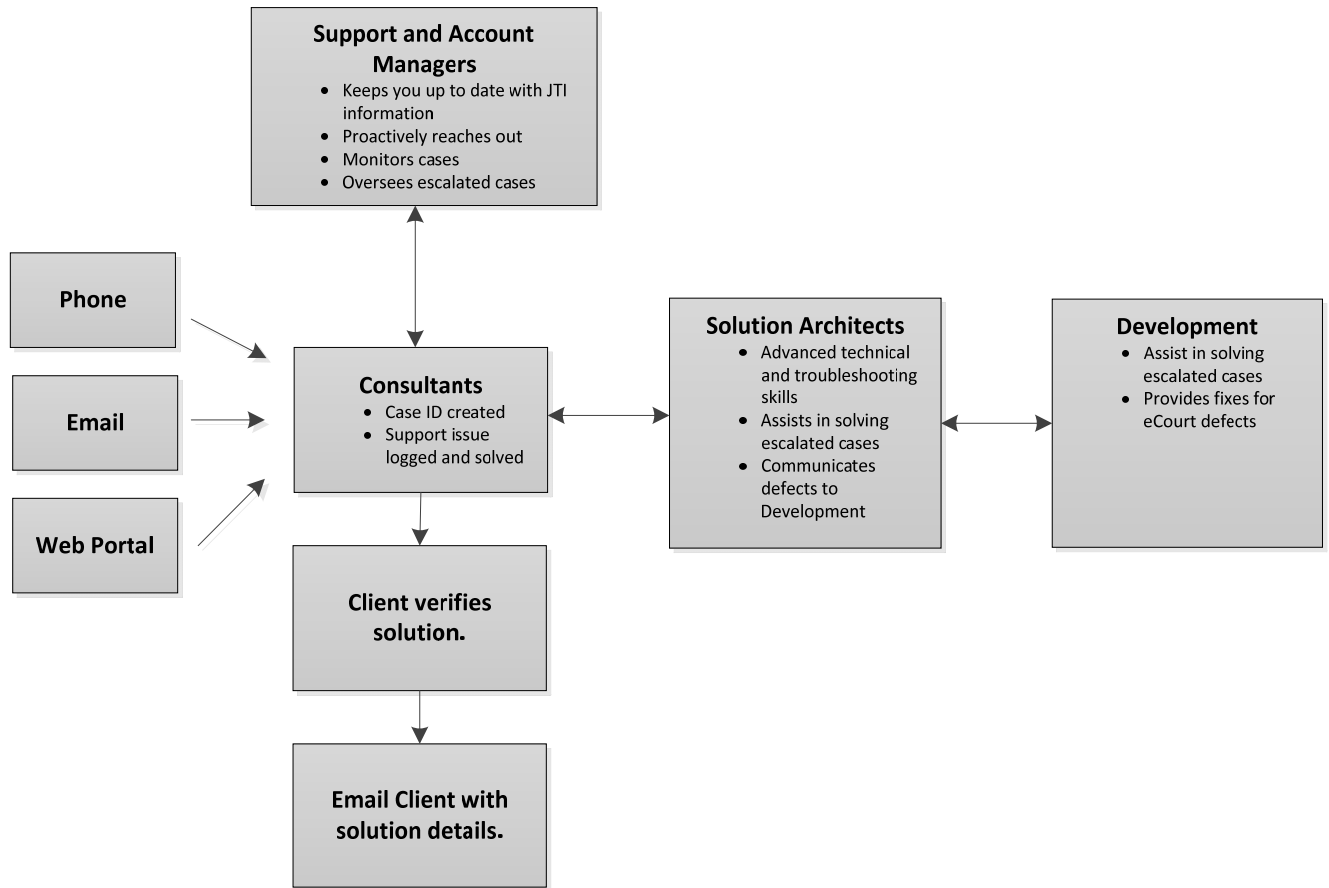 Support and Account
Managers
• Keeps you up to date with JTI
information
• Proactively reaches out
• Monitors cases
• Oversees escalated cases
Phone
Email
Web Portal
Consultants
• Case ID created
• Support issue
logged and solved
Solution Architects
• Advanced technical
and troubleshooting
skills
• Assists in solving
escalated cases
• Communicates
defects to
Development
Development
• Assist in solving
escalated cases
• Provides fixes for
eCourt defects
Client verifies
solution.
Email Client with
solution details.